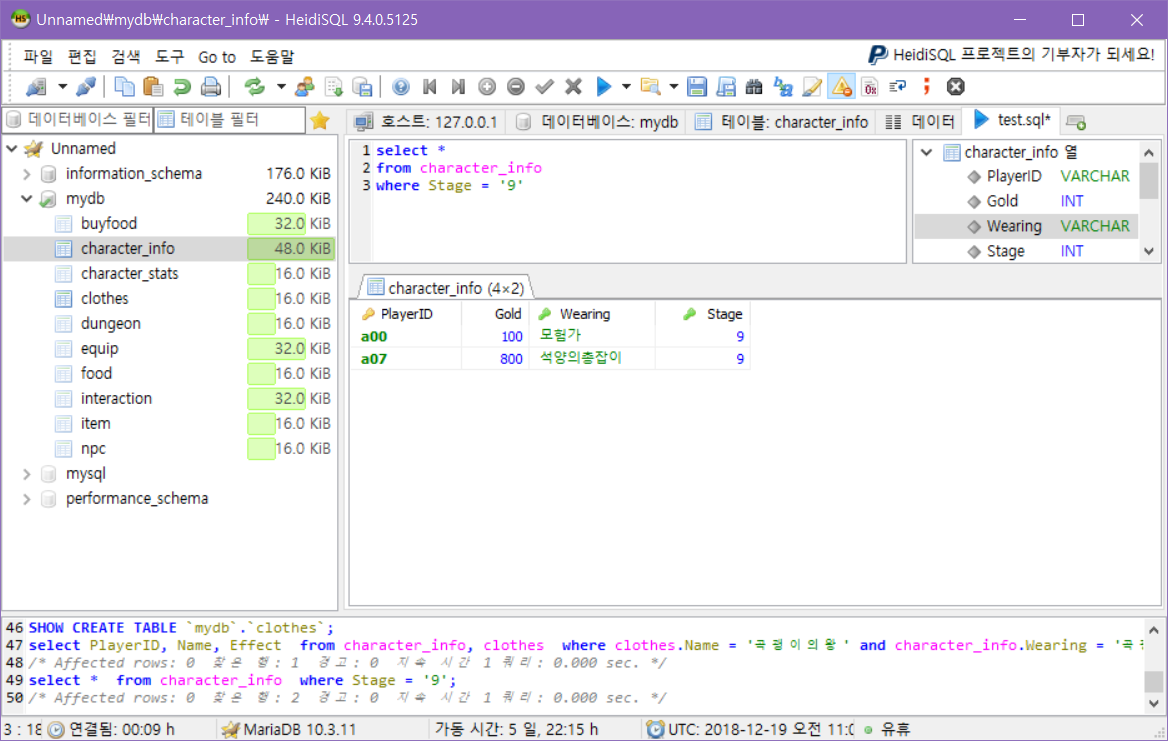 Unnamed₩mydb₩character_info₩ - HeidiSQL 9.4.0.5125
파일 편집 검색 도구 Go to 도움말
HeidiSQL 프로젝트의 기부자가 되세요!
데이터베이스 필터 테이블 필터
호스트: 127.0.0.1 데이터베이스: mydb 테이블: character_info 데이터 test.sql*
Unnamed
information_schema 176.0 KiB
mydb 240.0 KiB
buyfood 32.0 KiB
character_info 48.0 KiB
character_stats 16.0 KiB
clothes 16.0 KiB
dungeon 16.0 KiB
equip 32.0 KiB
food 16.0 KiB
interaction 32.0 KiB
item 16.0 KiB
npc 16.0 KiB
mysql
performance_schema
1 select *
2 from character_info
3 where Stage = '9'
character_info 열
PlayerID VARCHAR
Gold INT
Wearing VARCHAR
Stage INT
character_info (4×2)
PlayerID Gold Wearing Stage
a00 100 모험가 9
a07 800 석양의총잡이 9
46 SHOW CREATE TABLE `mydb`.`clothes`;
47 select PlayerID, Name, Effect  from character_info, clothes  where clothes.Name = '곡괭이의왕' and character_info.Wearing = '곡
48 /* Affected rows: 0  찾은 행: 1  경고: 0  지속 시간 1 쿼리: 0.000 sec. */
49 select *  from character_info  where Stage = '9';
50 /* Affected rows: 0  찾은 행: 2  경고: 0  지속 시간 1 쿼리: 0.000 sec. */
3 : 18 연결됨: 00:09 h MariaDB 10.3.11 가동 시간: 5 일, 22:15 h UTC: 2018-12-19 오전 11:0 유휴